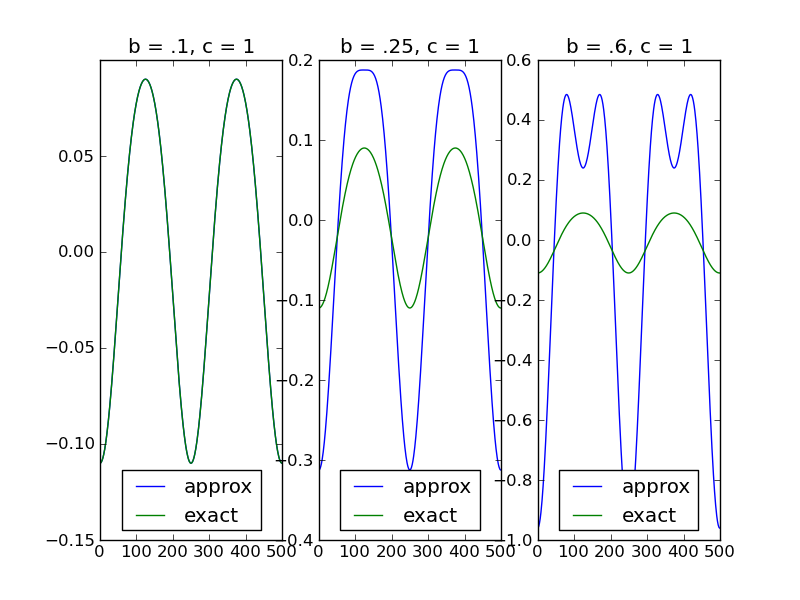 b = .1, c = 1
b = .25, c = 1
b = .6, c = 1
0.05
0.00
−0.05
−0.10
−0.15
0 100 200 300 400 500
approx
exact
0.2
0.1
0.0
−0.1
−0.2
−0.3
−0.4
0 100 200 300 400 500
approx
exact
0.6
0.4
0.2
0.0
−0.2
−0.4
−0.6
−0.8
−1.0
0 100 200 300 400 500
approx
exact